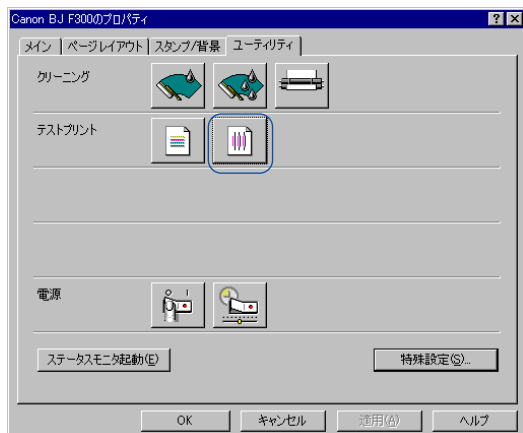 Canon BJ F300のプロパティ
メイン ページレイアウト スタンプ/背景 ユーティリティ
クリーニング
テストプリント
電源
ステータスモニタ起動(E) 特殊設定(S)...
OK キャンセル 適用(A) ヘルプ